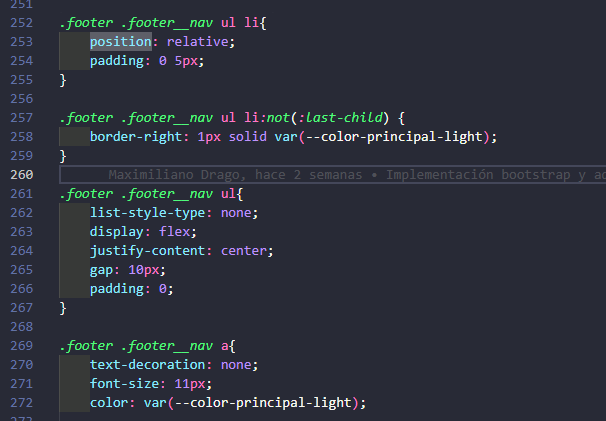 251
252 .footer .footer__nav ul li{
253 position: relative;
254 padding: 0 5px;
255 }
256
257 .footer .footer__nav ul li:not(:last-child) {
258 border-right: 1px solid var(--color-principal-light);
259 }
260 Maximiliano Drago, hace 2 semanas • Implementación bootstrap y
261 .footer .footer__nav ul{
262 list-style-type: none;
263 display: flex;
264 justify-content: center;
265 gap: 10px;
266 padding: 0;
267 }
268
269 .footer .footer__nav a{
270 text-decoration: none;
271 font-size: 11px;
272 color: var(--color-principal-light);